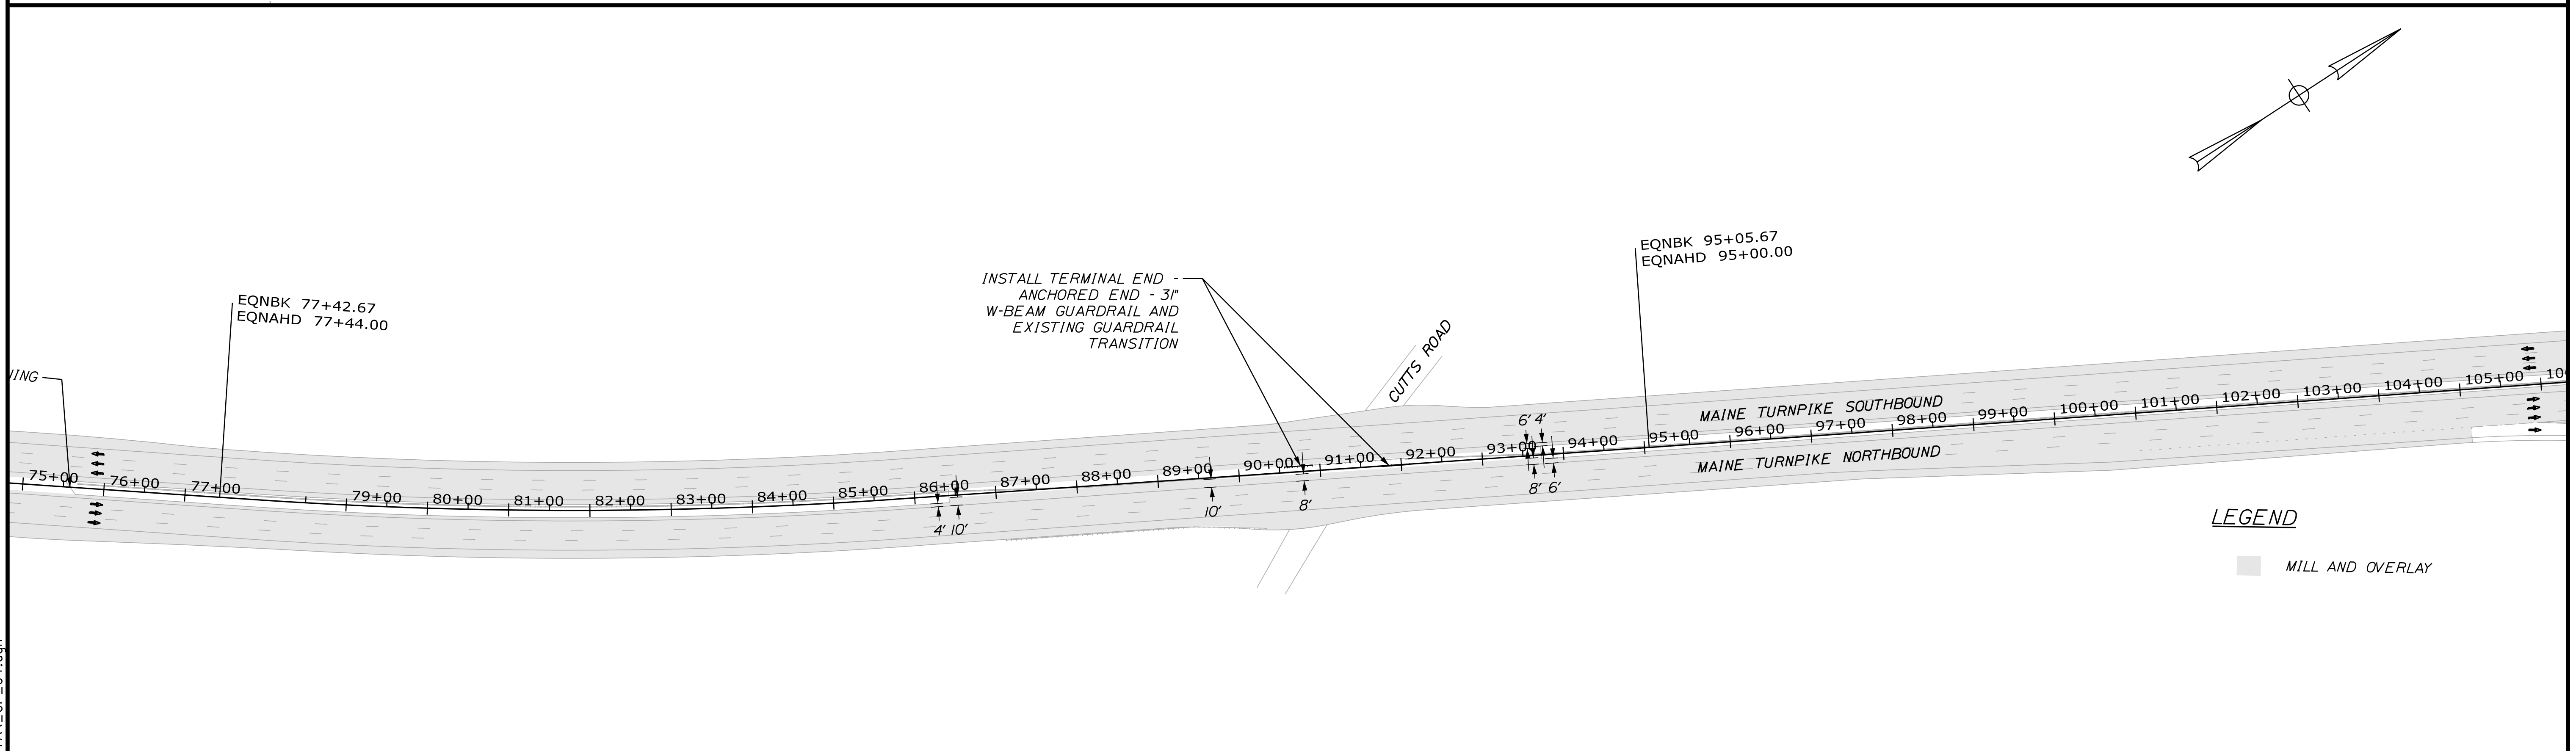 EQNBK 77+42.67
EQNAHD 77+44.00
INSTALL TERMINAL END -
ANCHORED END - 31"
W-BEAM GUARDRAIL AND
EXISTING GUARDRAIL
TRANSITION
CUTTS ROAD
EQNBK 95+05.67
EQNAHD 95+00.00
MAINE TURNPIKE SOUTHBOUND
MAINE TURNPIKE NORTHBOUND
75+00 76+00 77+00 79+00 80+00 81+00 82+00 83+00 84+00 85+00 86+00 87+00 88+00 89+00 90+00 91+00 92+00 93+00 94+00 95+00 96+00 97+00 98+00 99+00 100+00 101+00 102+00 103+00 104+00 105+00
4' 10'
10'
8'
6' 4'
8' 6'
LEGEND
MILL AND OVERLAY